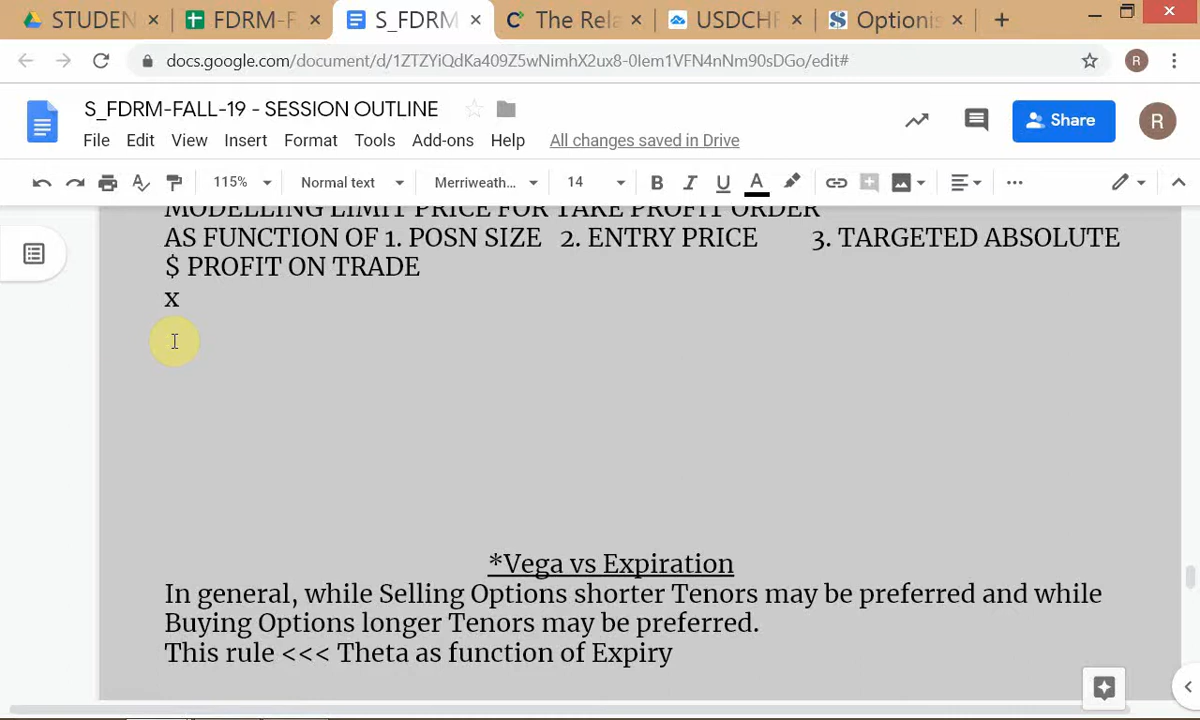 STUDEN × FDRM-F × S_FDRM × The Rela × USDCHF × Optionis × +
docs.google.com/document/d/1ZTZYiQdKa409Z5wNimhX2ux8-0Iem1VFN4nNm90sDGo/edit# R
S_FDRM-FALL-19 - SESSION OUTLINE
File Edit View Insert Format Tools Add-ons Help All changes saved in Drive
Share R
115% Normal text Merriweath... 14 B I U A
MODELLING LIMIT PRICE FOR TAKE PROFIT ORDER
AS FUNCTION OF 1. POSN SIZE 2. ENTRY PRICE 3. TARGETED ABSOLUTE
$ PROFIT ON TRADE
x
*Vega vs Expiration
In general, while Selling Options shorter Tenors may be preferred and while
Buying Options longer Tenors may be preferred.
This rule <<< Theta as function of Expiry